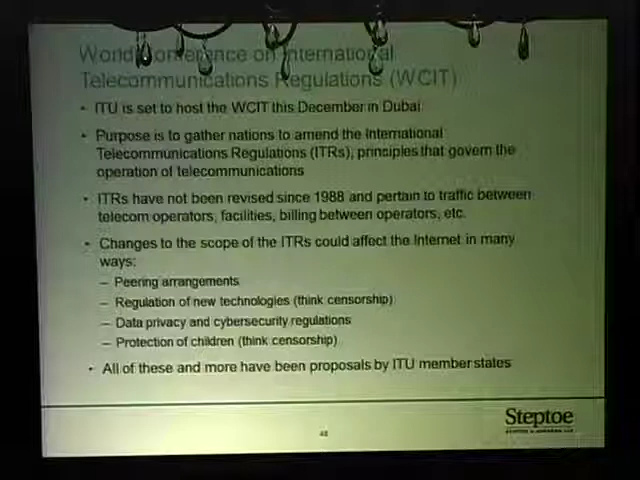 World Conference on International
Telecommunications Regulations (WCIT)
• ITU is set to host the WCIT this December in Dubai
• Purpose is to gather nations to amend the International
Telecommunications Regulations (ITRs), principles that govern the
operation of telecommunications
• ITRs have not been revised since 1988 and pertain to traffic between
telecom operators, facilities, billing between operators, etc.
• Changes to the scope of the ITRs could affect the Internet in many
ways:
– Peering arrangements
– Regulation of new technologies (think censorship)
– Data privacy and cybersecurity regulations
– Protection of children (think censorship)
• All of these and more have been proposals by ITU member states
Steptoe